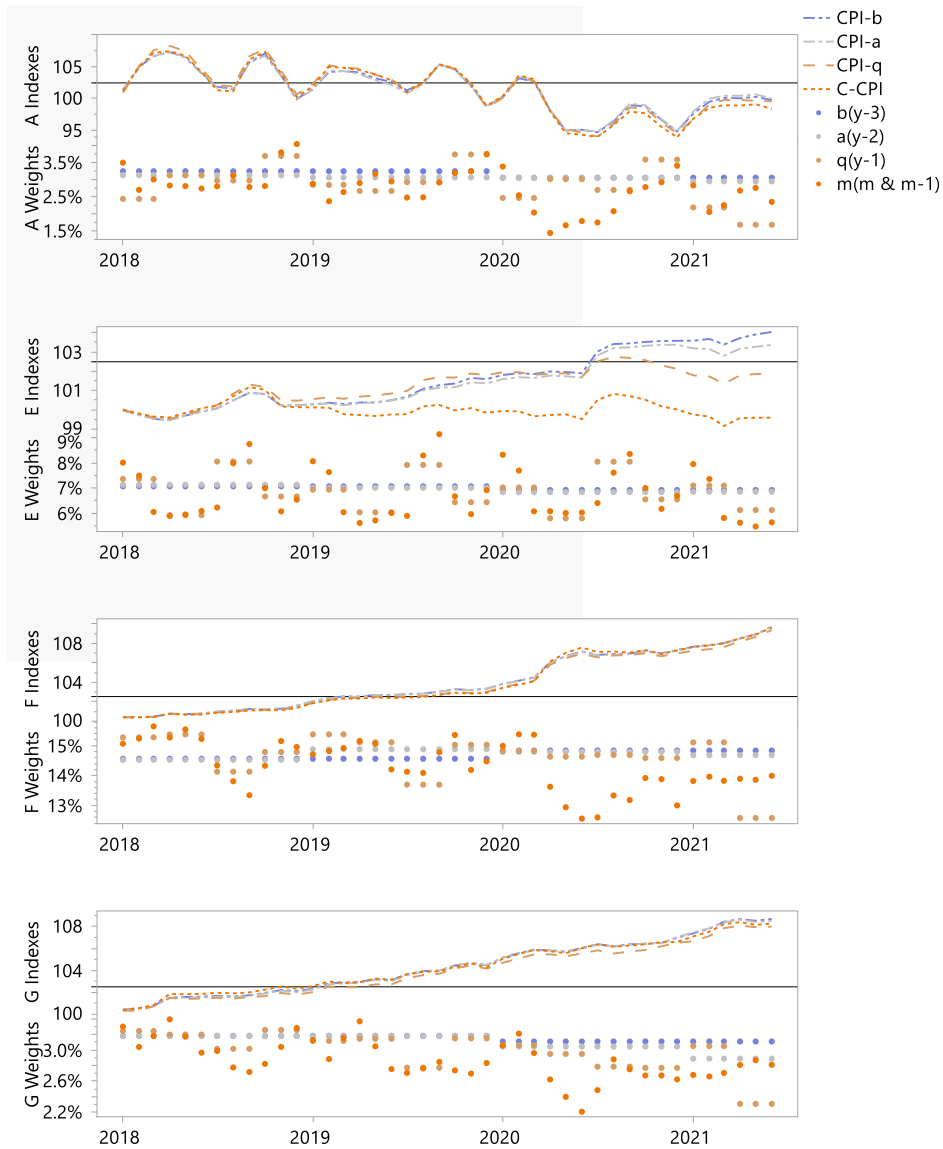 CPI-b
CPI-a
CPI-q
C-CPI
b(y-3)
a(y-2)
q(y-1)
m(m & m-1)
A Indexes
105
100
95
A Weights
3.5%
2.5%
1.5%
2018 2019 2020 2021
E Indexes
103
101
99
E Weights
9%
8%
7%
6%
2018 2019 2020 2021
F Indexes
108
104
100
F Weights
15%
14%
13%
2018 2019 2020 2021
G Indexes
108
104
100
G Weights
3.0%
2.6%
2.2%
2018 2019 2020 2021